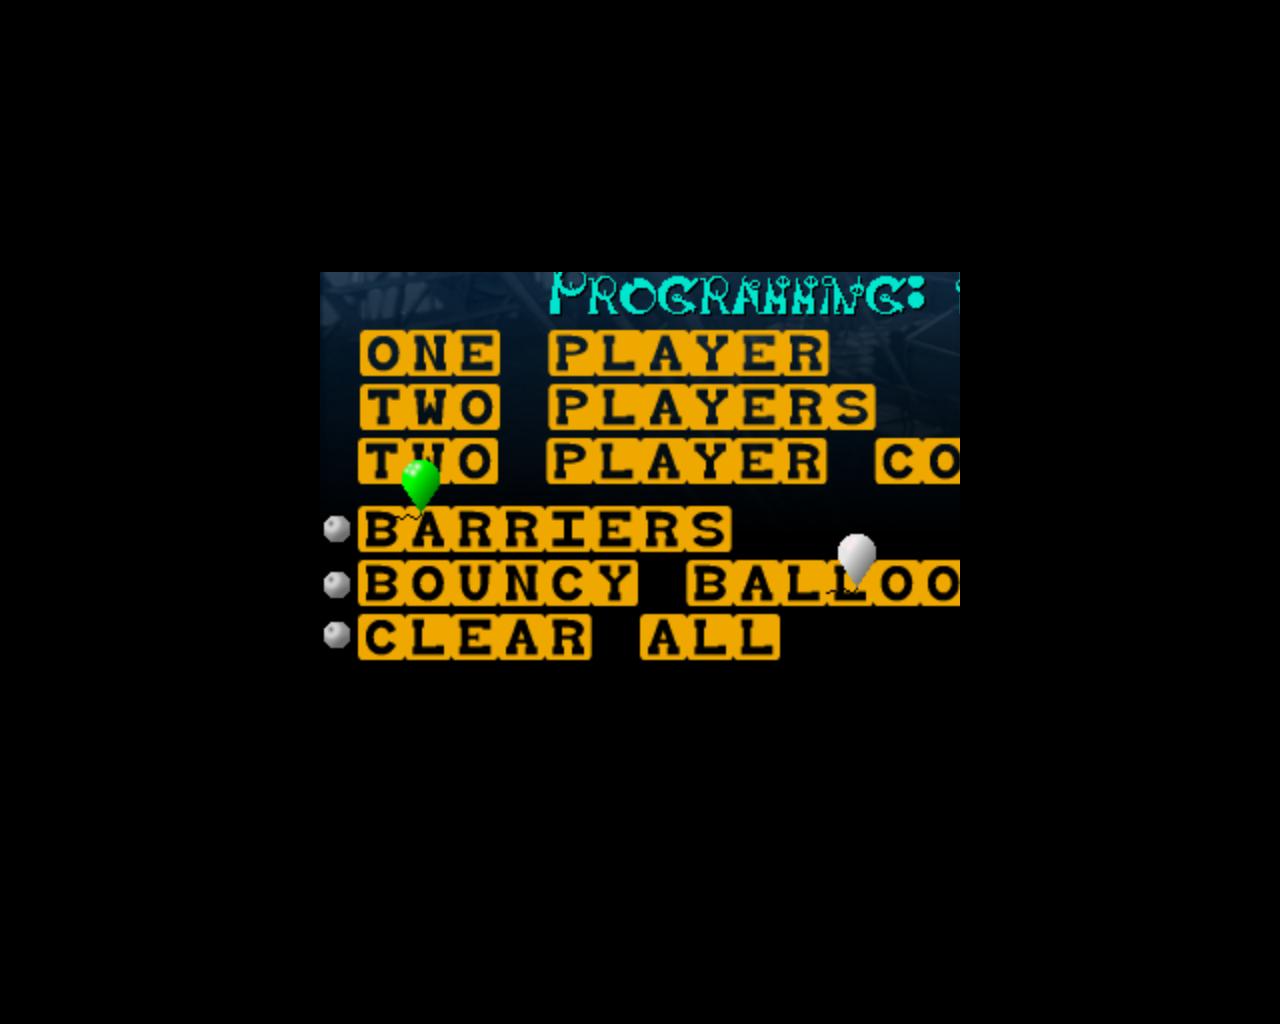 PROGRAMMING:
ONE PLAYER
TWO PLAYERS
TWO PLAYER CO
BARRIERS
BOUNCY BALLOO
CLEAR ALL